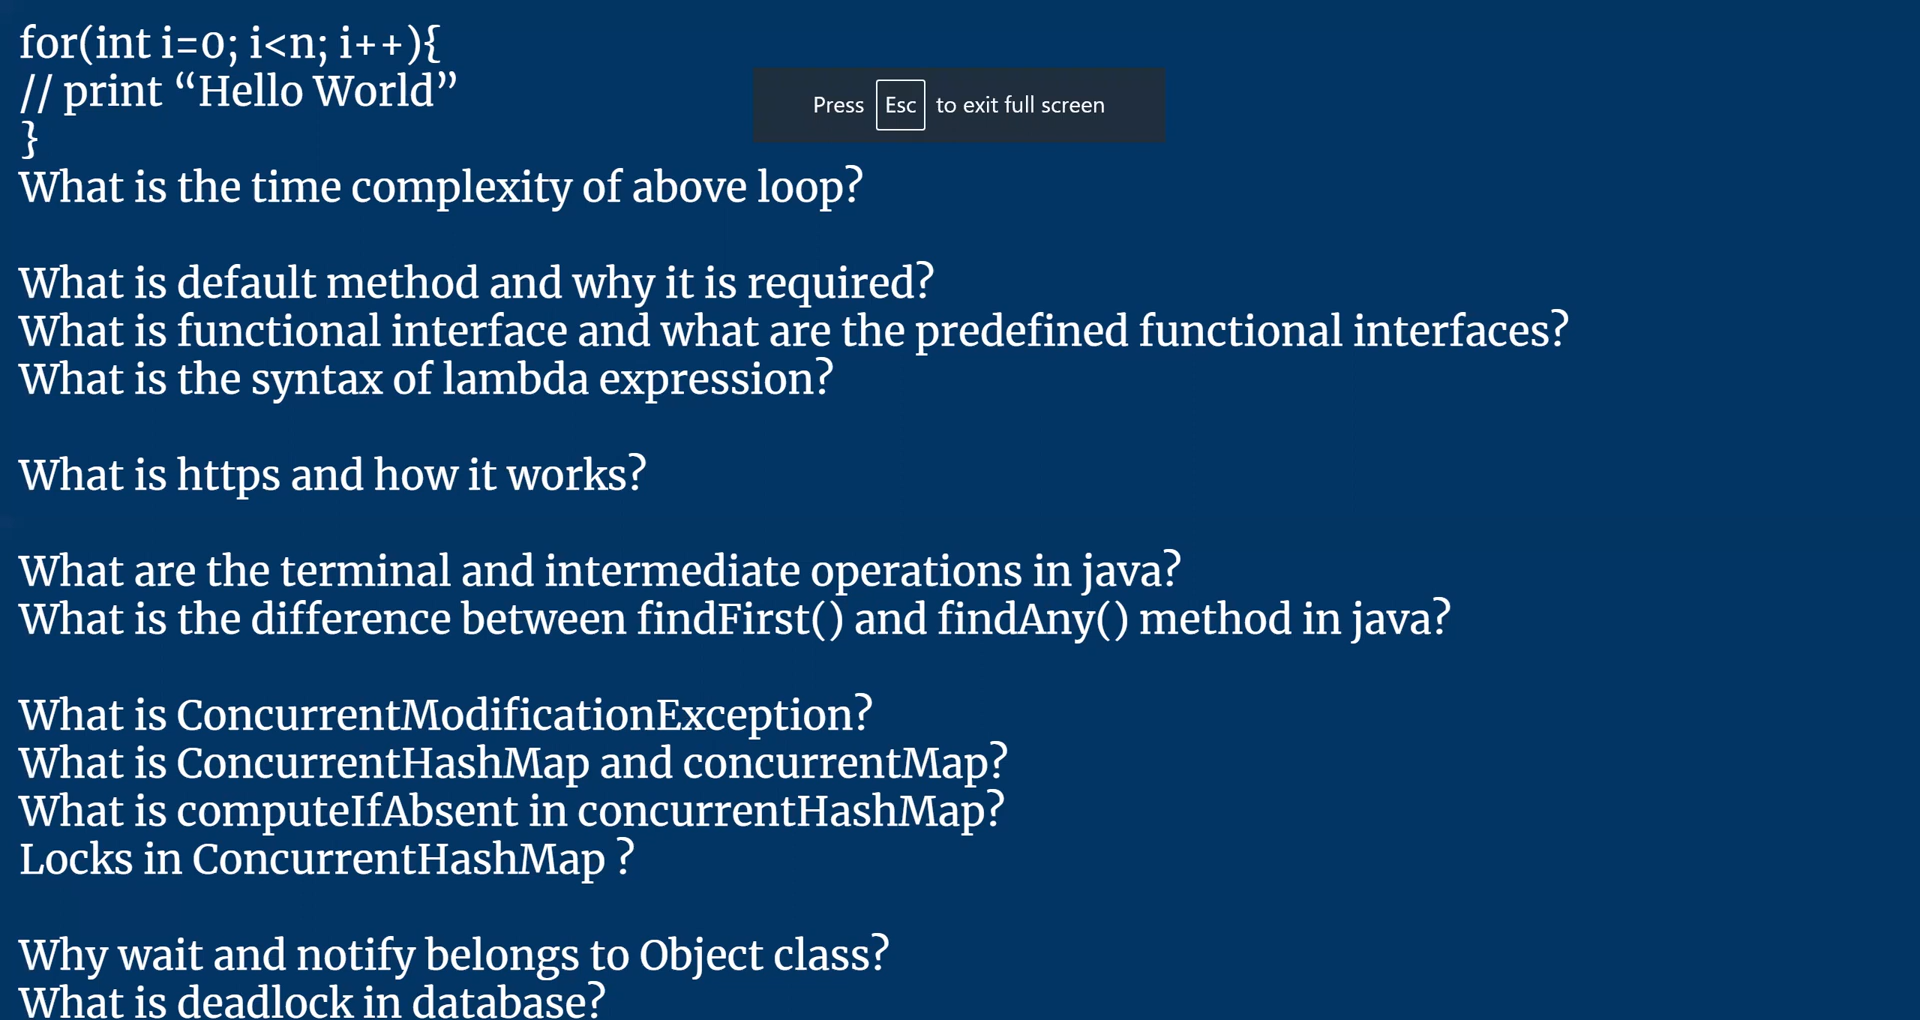 for(int i=0; i<n; i++){
// print “Hello World”
}
Press Esc to exit full screen
What is the time complexity of above loop?
What is default method and why it is required?
What is functional interface and what are the predefined functional interfaces?
What is the syntax of lambda expression?
What is https and how it works?
What are the terminal and intermediate operations in java?
What is the difference between findFirst() and findAny() method in java?
What is ConcurrentModificationException?
What is ConcurrentHashMap and concurrentMap?
What is computeIfAbsent in concurrentHashMap?
Locks in ConcurrentHashMap ?
Why wait and notify belongs to Object class?
What is deadlock in database?